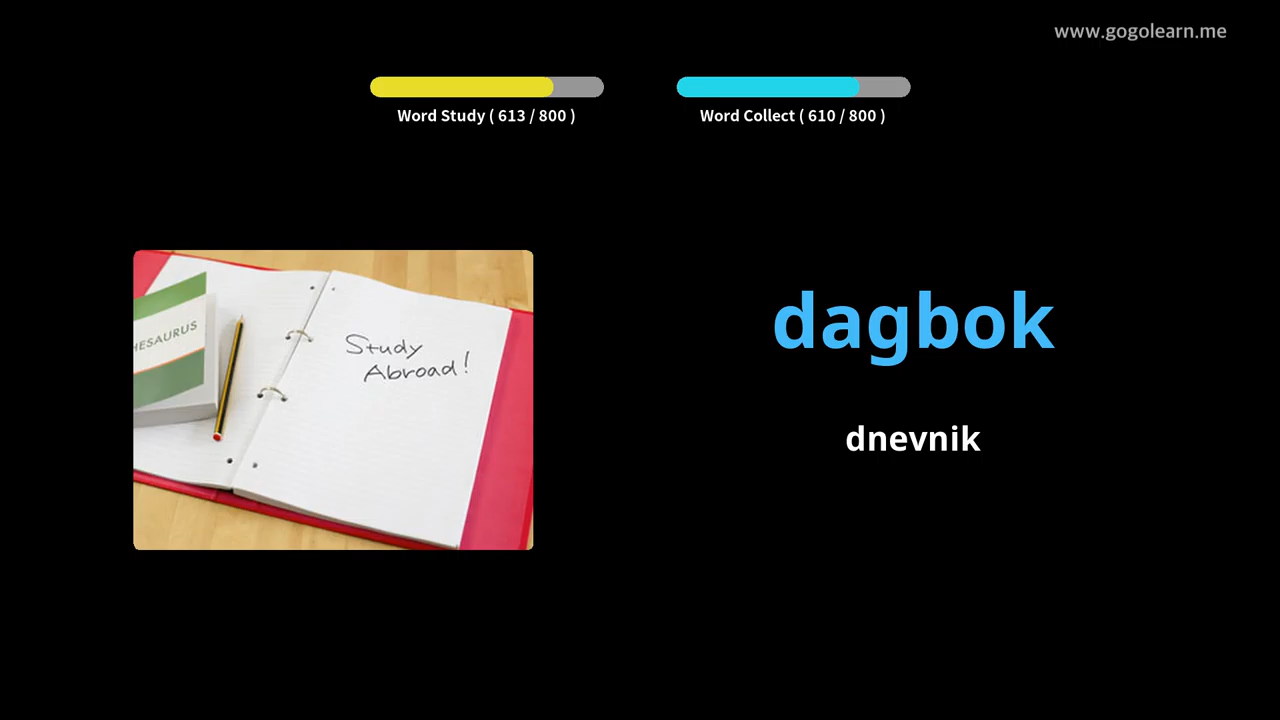 www.gogolearn.me
Word Study ( 613 / 800 )
Word Collect ( 610 / 800 )
HESAURUS
Study
Abroad!
dagbok
dnevnik